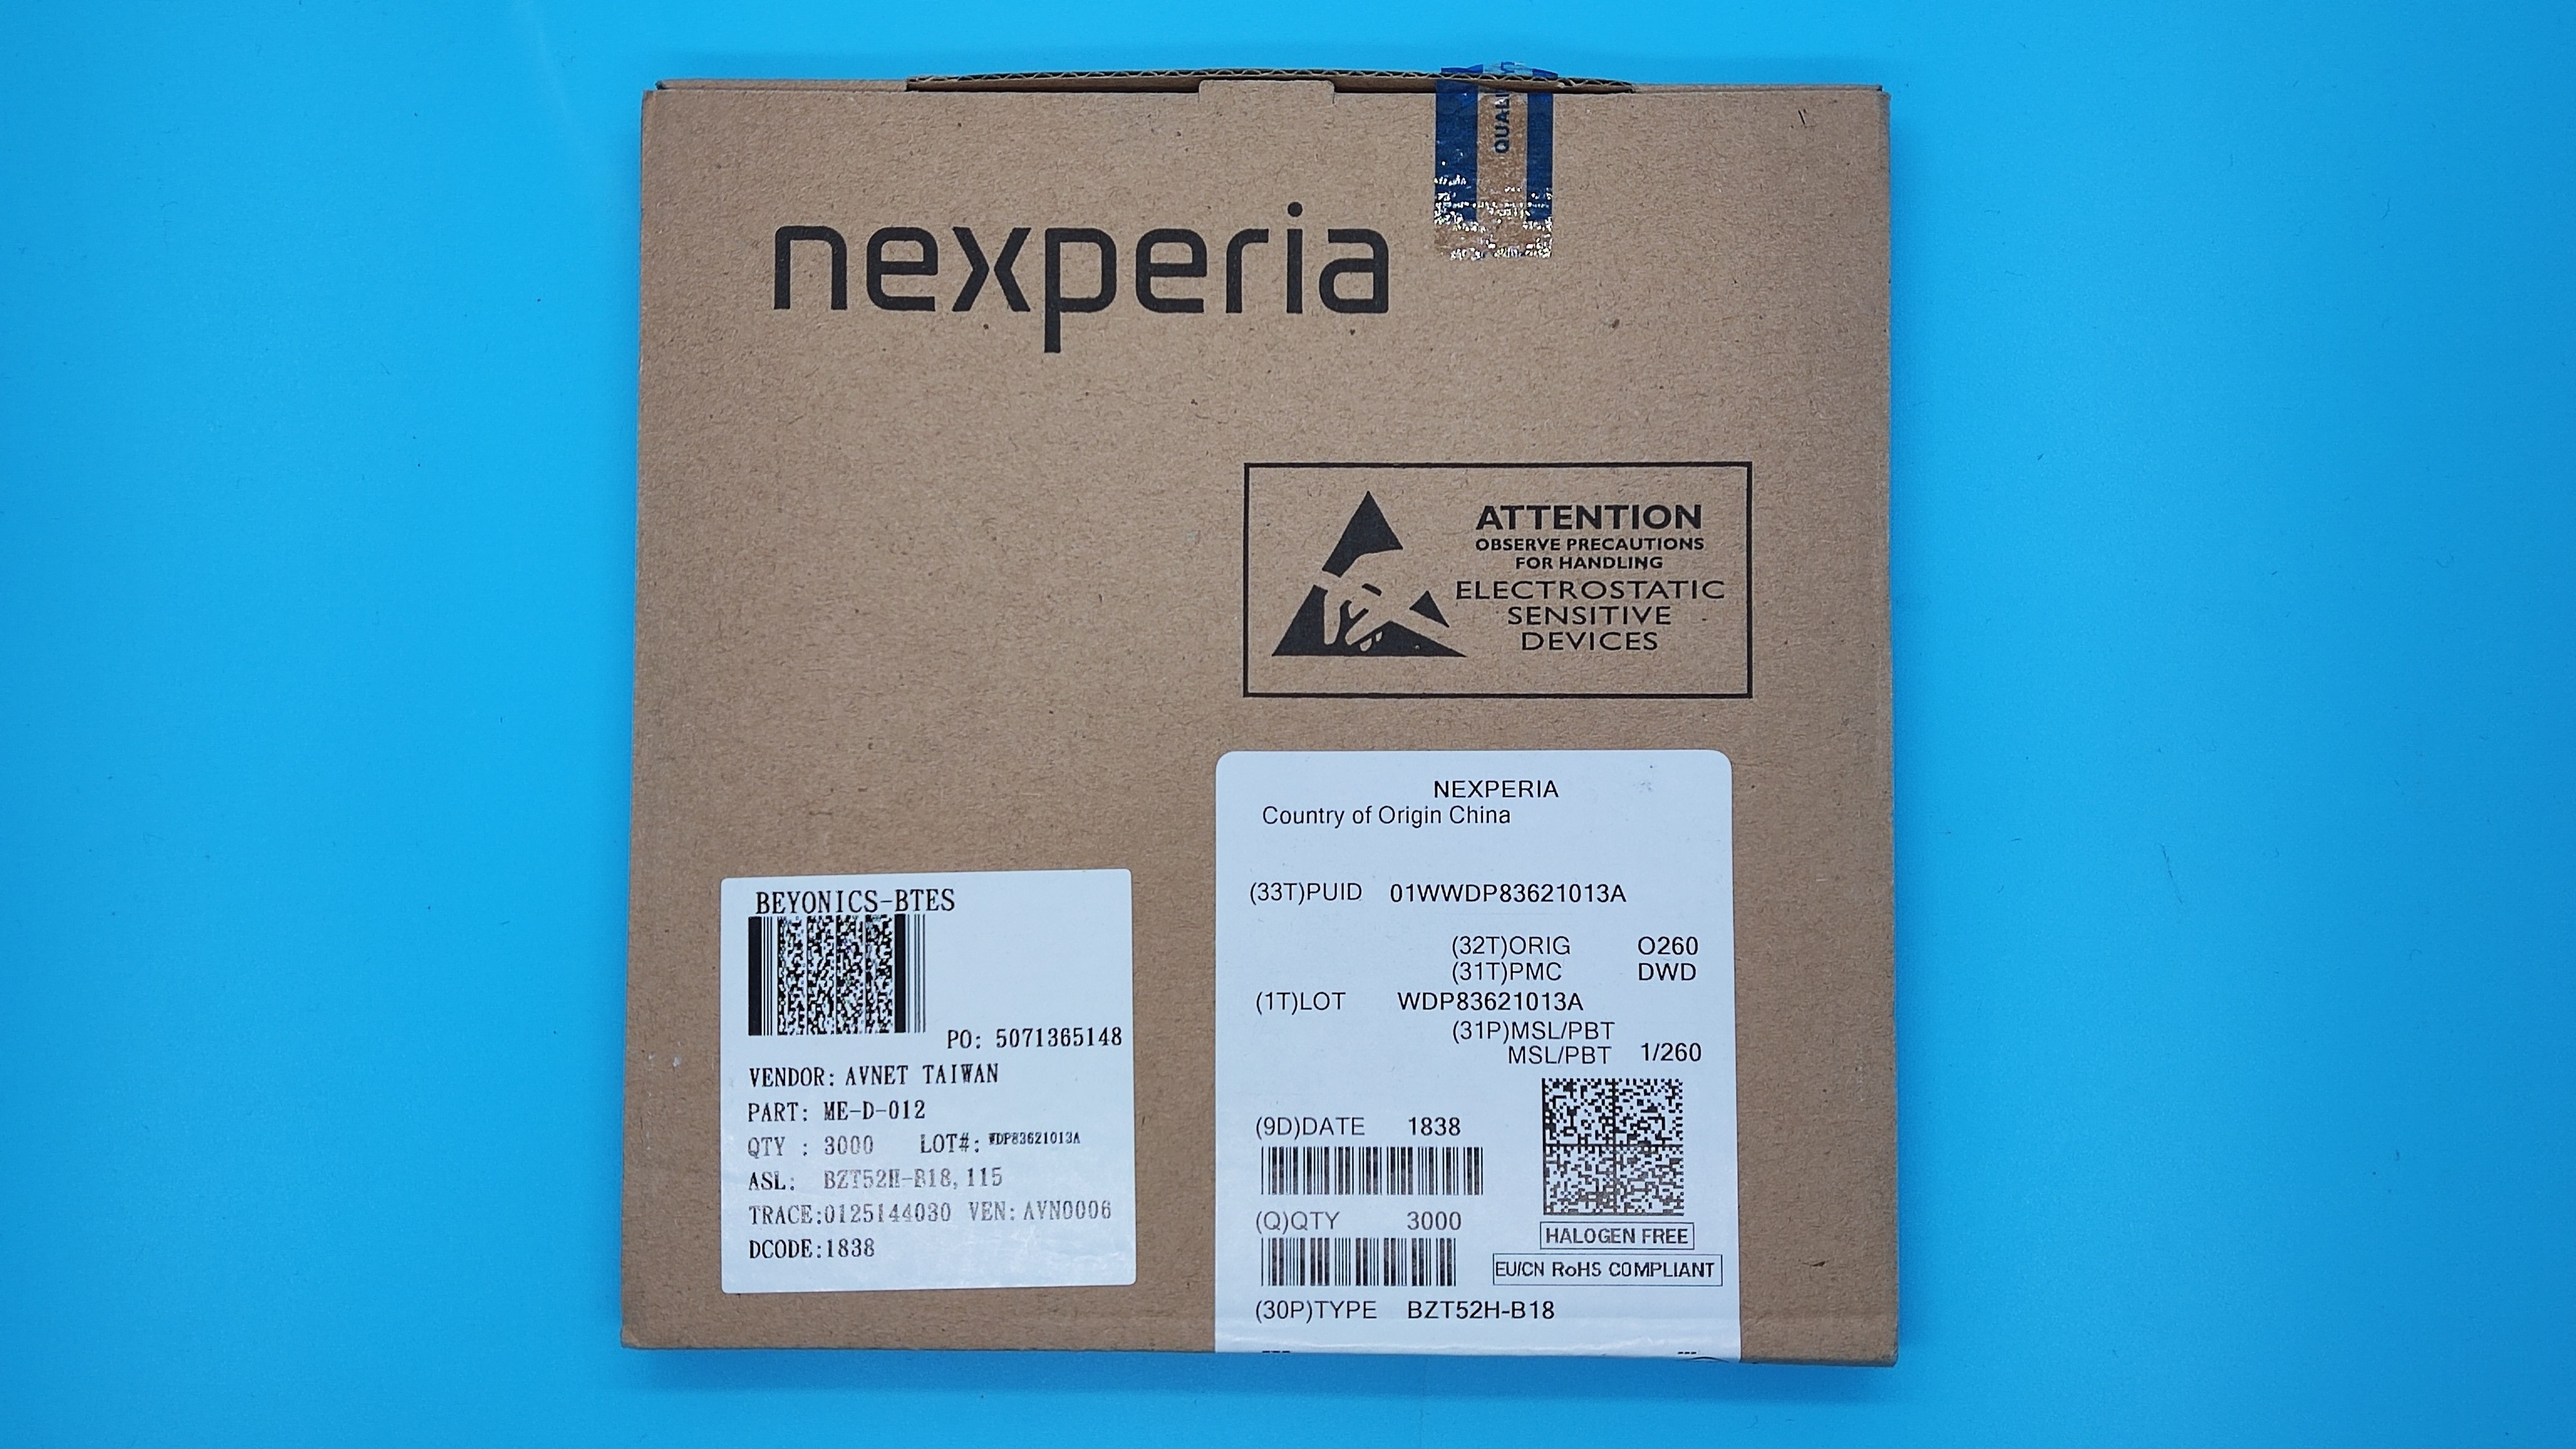 QUALI
nexperia
ATTENTION
OBSERVE PRECAUTIONS
FOR HANDLING
ELECTROSTATIC
SENSITIVE
DEVICES
NEXPERIA
Country of Origin China
(33T)PUID 01WWDP83621013A
(32T)ORIG O260
(31T)PMC DWD
(1T)LOT WDP83621013A
(31P)MSL/PBT
MSL/PBT 1/260
(9D)DATE 1838
(Q)QTY 3000
HALOGEN FREE
EU/CN RoHS COMPLIANT
(30P)TYPE BZT52H-B18
BEYONICS-BTES
PO: 5071365148
VENDOR: AVNET TAIWAN
PART: ME-D-012
QTY : 3000 LOT#: WDP83621013A
ASL: BZT52H-B18,115
TRACE:0125144030 VEN: AVN0006
DCODE:1838